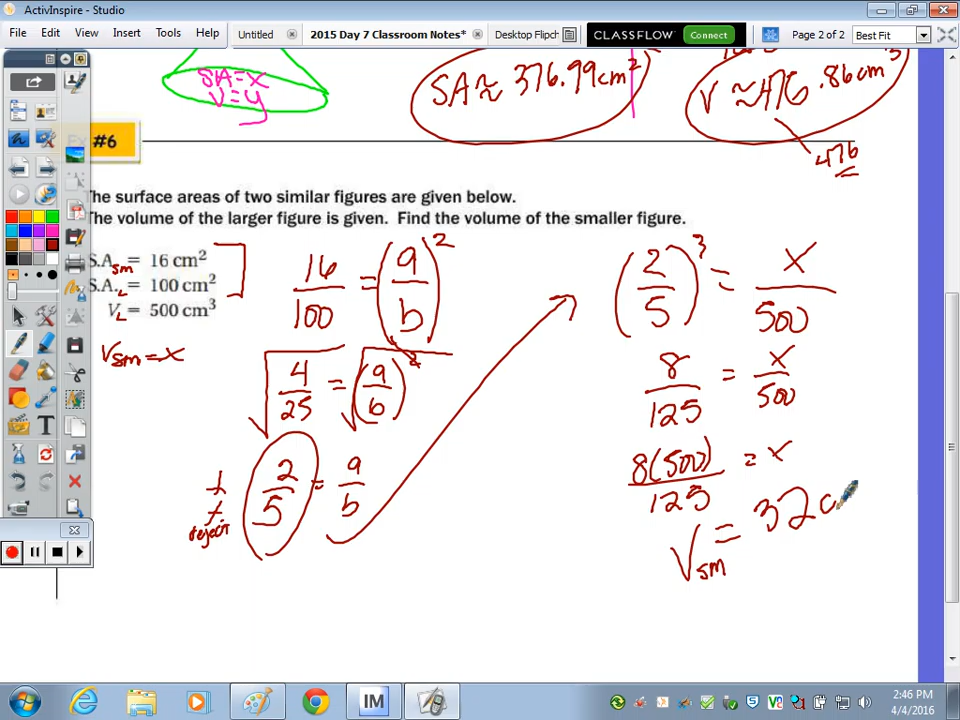 ActivInspire - Studio
File Edit View Insert Tools Help Untitled 2015 Day 7 Classroom Notes* Desktop Flipch CLASSFLOW Connect Page 2 of 2 Best Fit
SA=x
V=y
SA≈376.99cm²
V≈476.86cm³
476
#6
The surface areas of two similar figures are given below.
The volume of the larger figure is given. Find the volume of the smaller figure.
S.A sm = 16 cm²
S.A. L = 100 cm²
V L = 500 cm³
Vsm = x
16/100 = (a/b)²
√4/25 = √(a/b)²
2/5 = a/b
+
reject
(2/5)³ = x/500
8/125 = x/500
8(500)/125 = x
Vsm = 32c
2:46 PM
4/4/2016